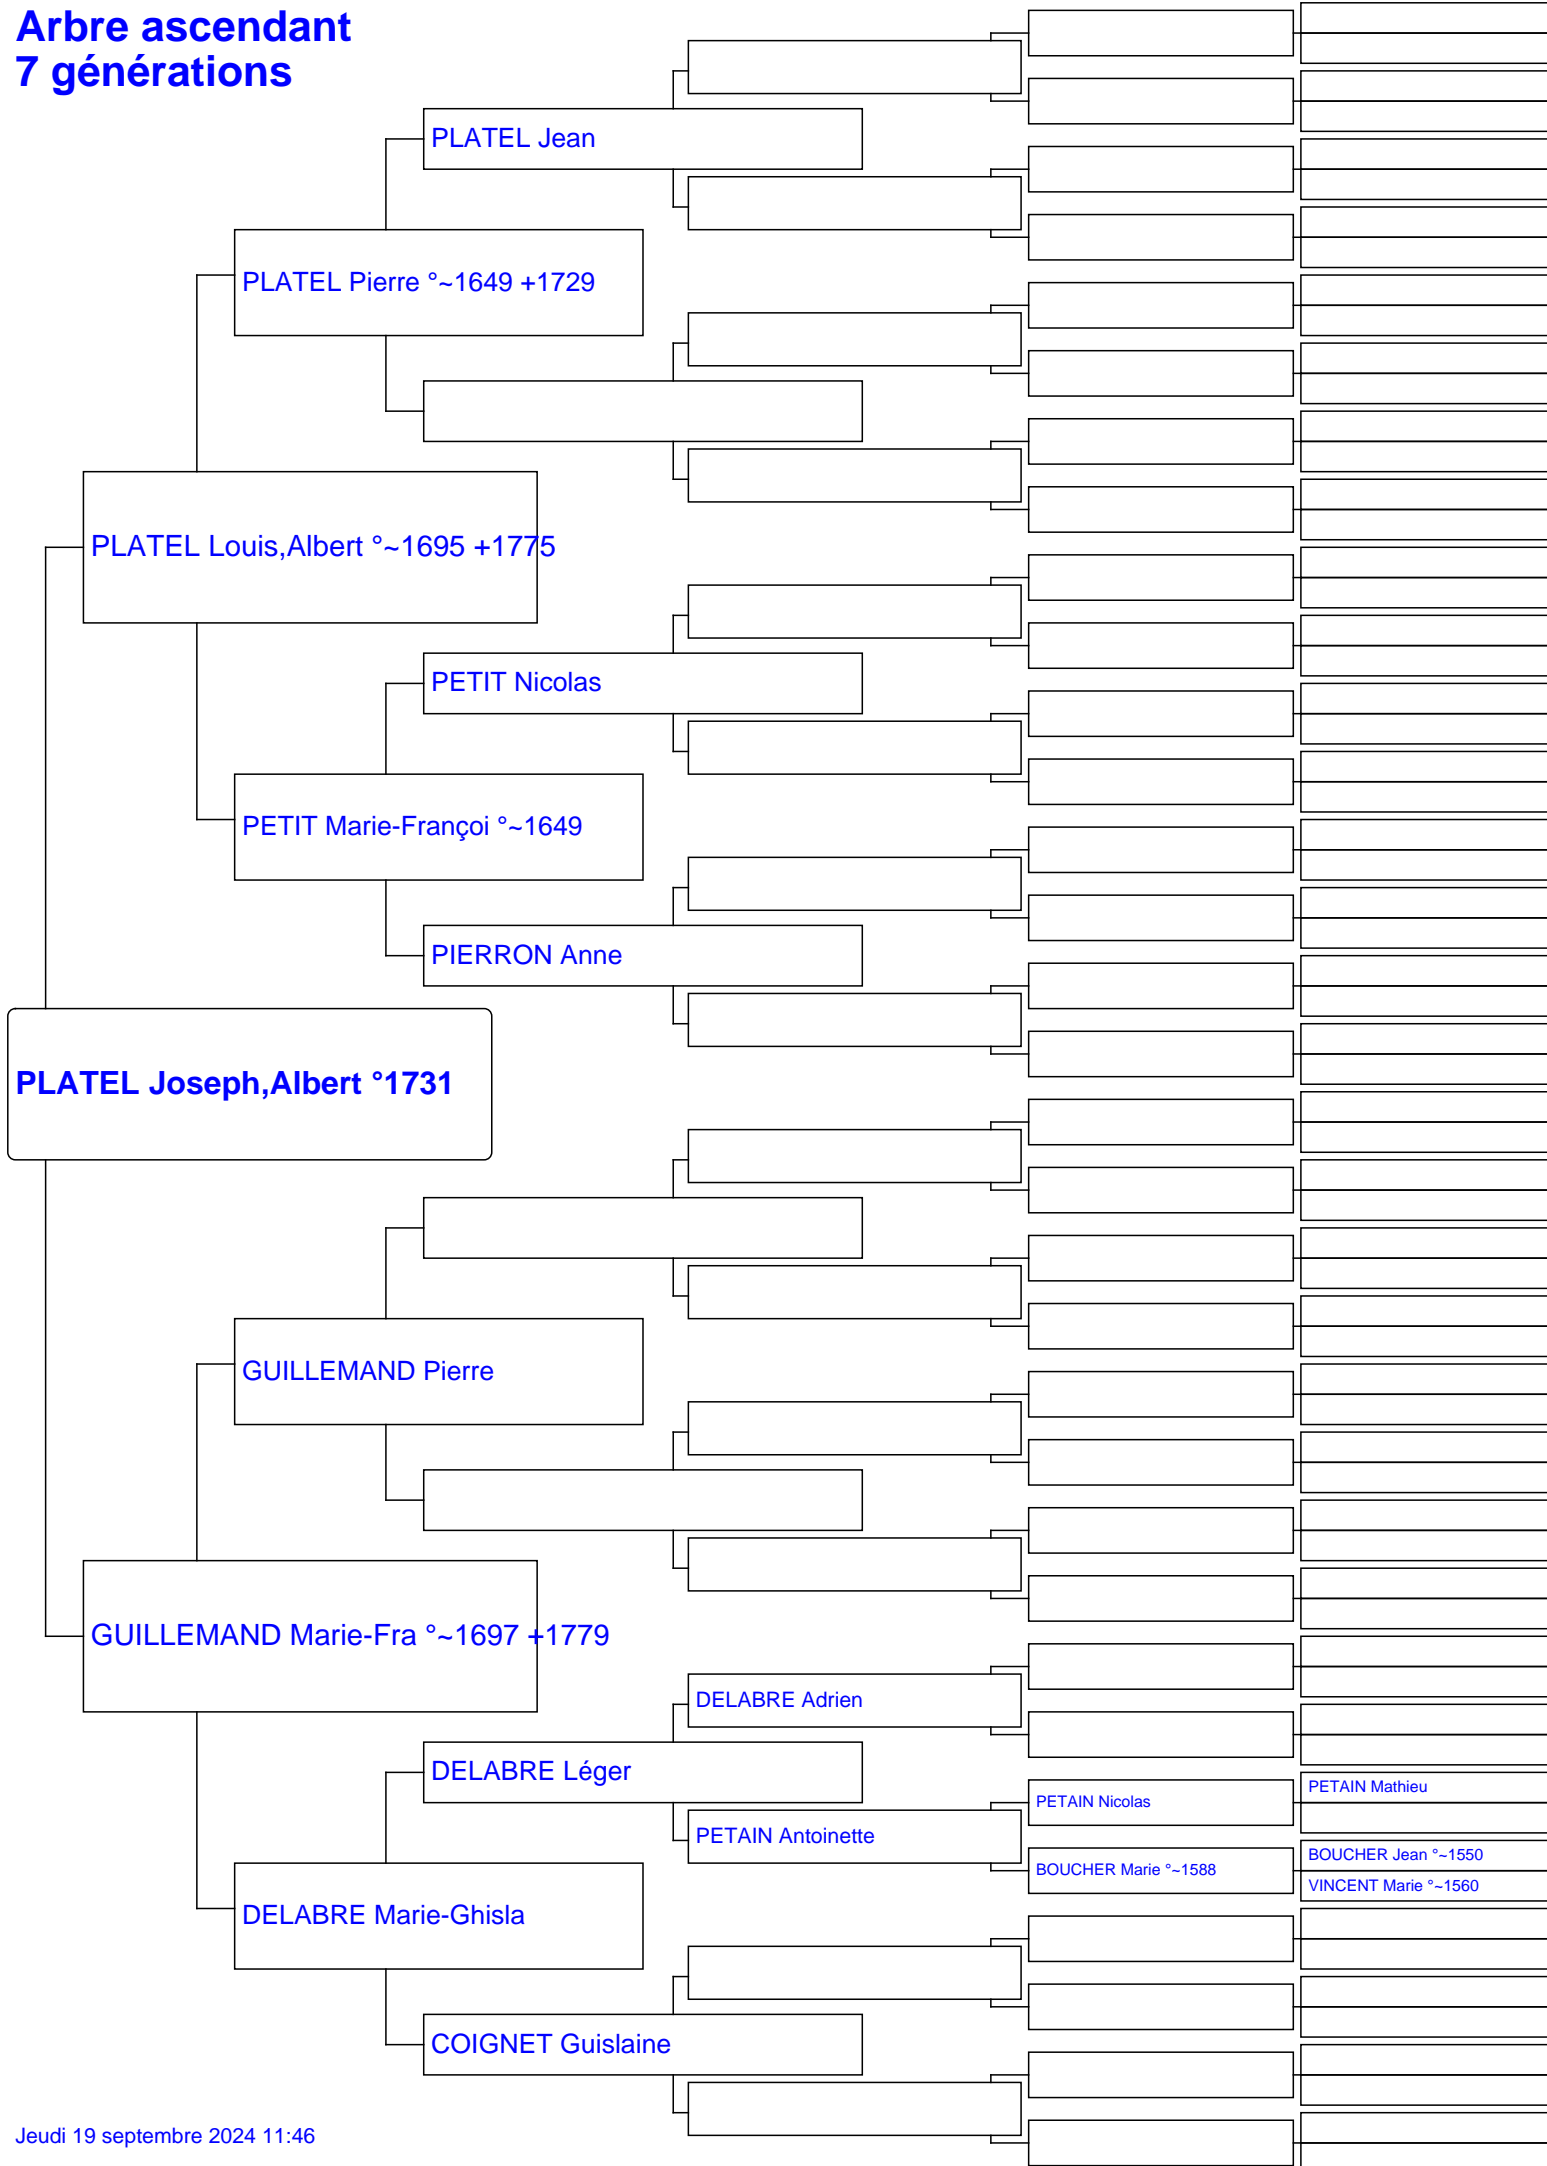 Arbre ascendant
7 générations
PLATEL Jean
PLATEL Pierre °~1649 +1729
PLATEL Louis,Albert °~1695 +1775
PETIT Nicolas
PETIT Marie-Françoi °~1649
PIERRON Anne
PLATEL Joseph,Albert °1731
GUILLEMAND Pierre
GUILLEMAND Marie-Fra °~1697 +1779
DELABRE Adrien
DELABRE Léger
PETAIN Mathieu
PETAIN Nicolas
PETAIN Antoinette
BOUCHER Jean °~1550
BOUCHER Marie °~1588
VINCENT Marie °~1560
DELABRE Marie-Ghisla
COIGNET Guislaine
Jeudi 19 septembre 2024 11:46